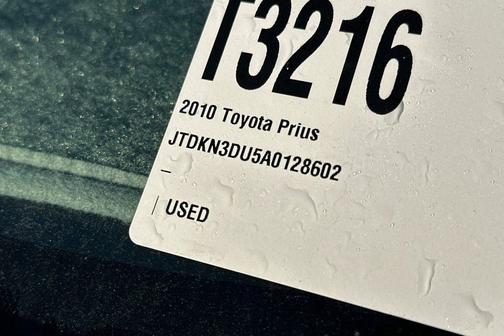 T3216
2010 Toyota Prius
JTDKN3DU5A0128602
–
| USED